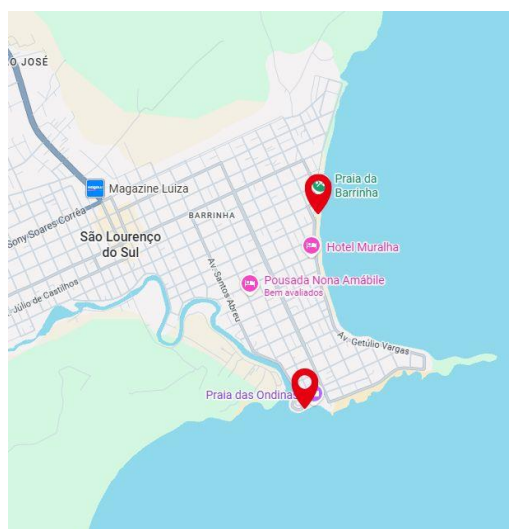 O JOSÉ
Magazine Luiza
Praia da
Barrinha
Sony Soares Corrêa
BARRINHA
São Lourenço
do Sul
Hotel Muralha
Pousada Nona Amábile
Bem avaliados
Av. Santos Abreu
Júlio de Castilhos
Av. Getúlio Vargas
Praia das Ondinas